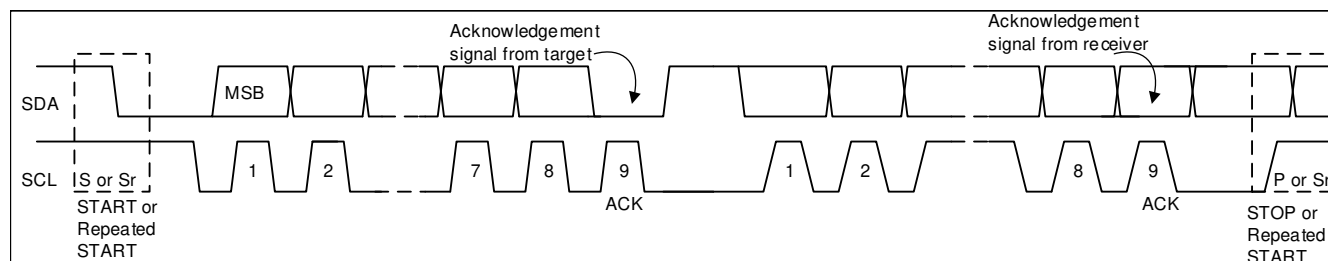 Acknowledgement
signal from target
Acknowledgement
signal from receiver
SDA
MSB
SCL
S or Sr
1
2
7
8
9
1
2
8
9
P or Sr
ACK
ACK
START or
Repeated
START
STOP or
Repeated
START